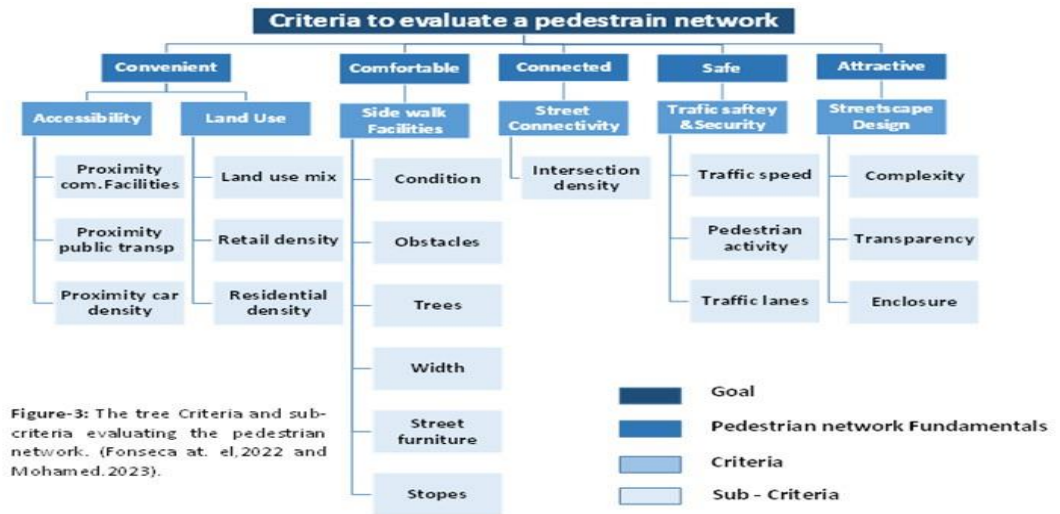 Criteria to evaluate a pedestrain network
Convenient
Comfortable
Connected
Safe
Attractive
Accessibility
Land Use
Side walk
Facilities
Street
Connectivity
Trafic saftey
&Security
Streetscape
Design
Proximity
com.Facilities
Proximity
public transp
Proximity car
density
Land use mix
Retail density
Residential
density
Condition
Obstacles
Trees
Width
Street
furniture
Stopes
Intersection
density
Traffic speed
Pedestrian
activity
Traffic lanes
Complexity
Transparency
Enclosure
Figure-3: The tree Criteria and sub-
criteria evaluating the pedestrian
network. (Fonseca at. el,2022 and
Mohamed.2023).
Goal
Pedestrian network Fundamentals
Criteria
Sub - Criteria